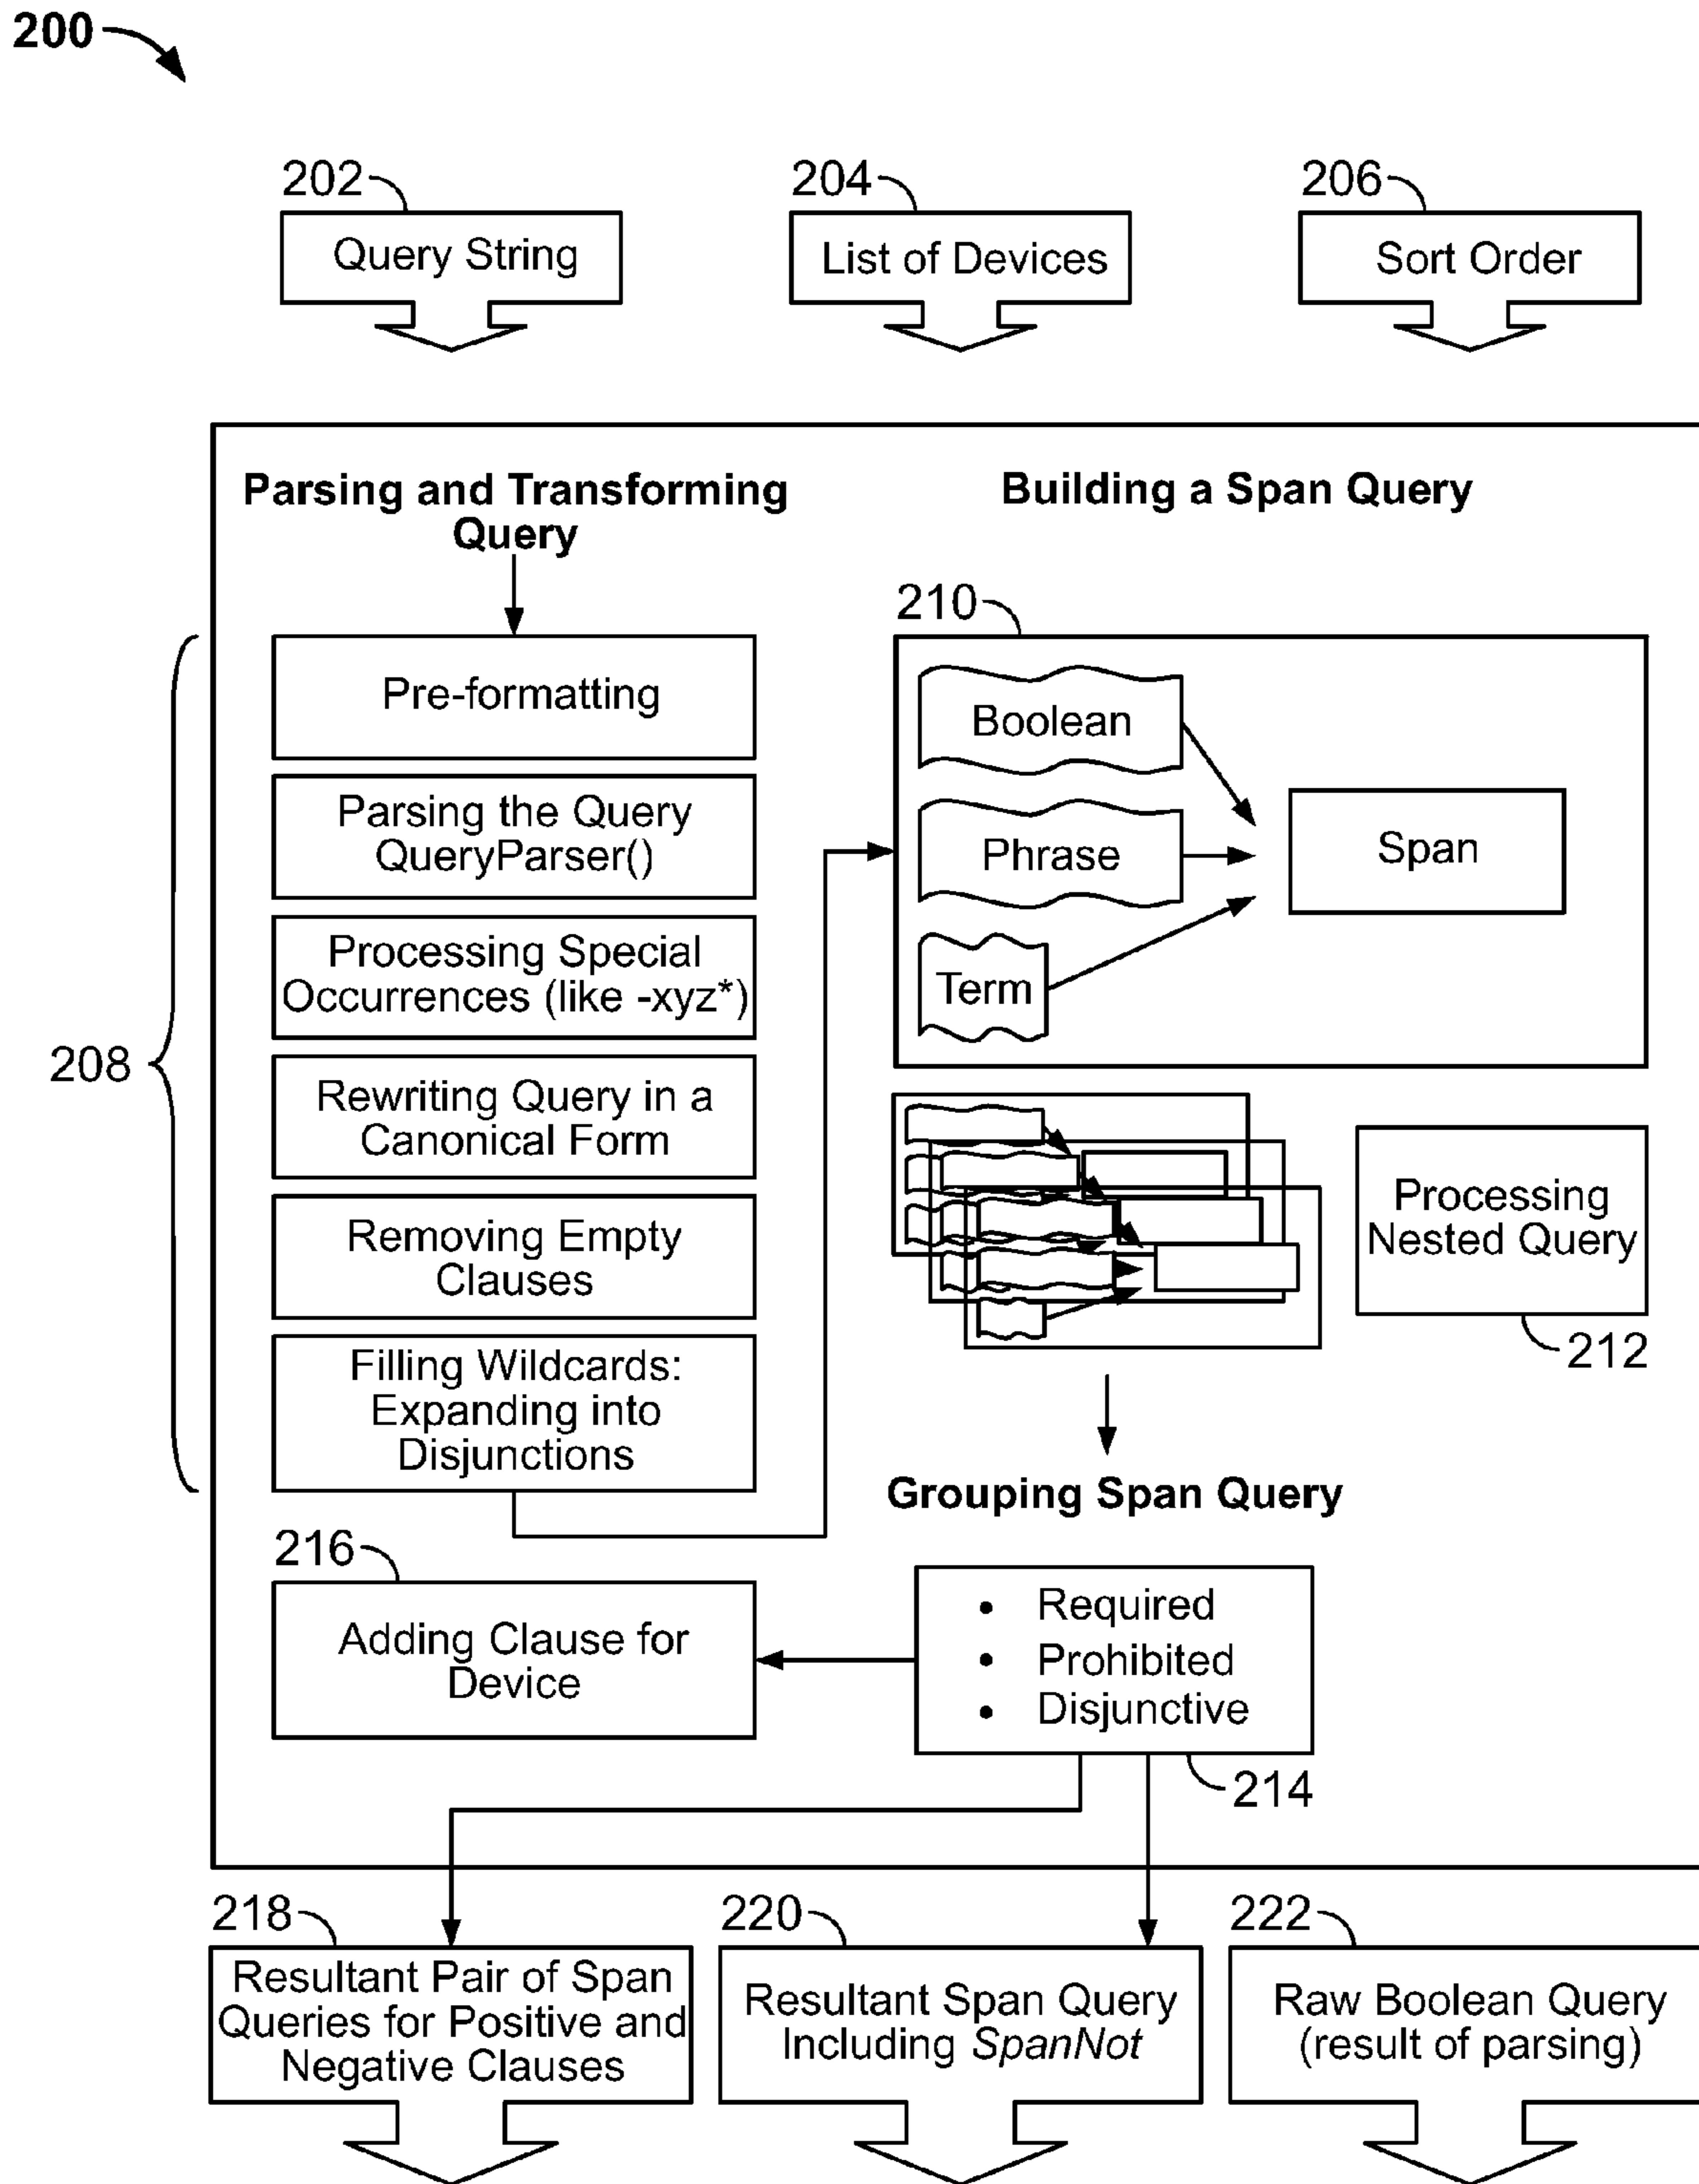 200
202
204
206
Query String
List of Devices
Sort Order
Parsing and Transforming
Query
Building a Span Query
208
Pre-formatting
Parsing the Query
QueryParser()
Processing Special
Occurrences (like -xyz*)
Rewriting Query in a
Canonical Form
Removing Empty
Clauses
Filling Wildcards:
Expanding into
Disjunctions
210
Boolean
Phrase
Term
Span
Processing
Nested Query
212
Grouping Span Query
216
Adding Clause for
Device
• Required
• Prohibited
• Disjunctive
214
218
220
222
Resultant Pair of Span
Queries for Positive and
Negative Clauses
Resultant Span Query
Including SpanNot
Raw Boolean Query
(result of parsing)